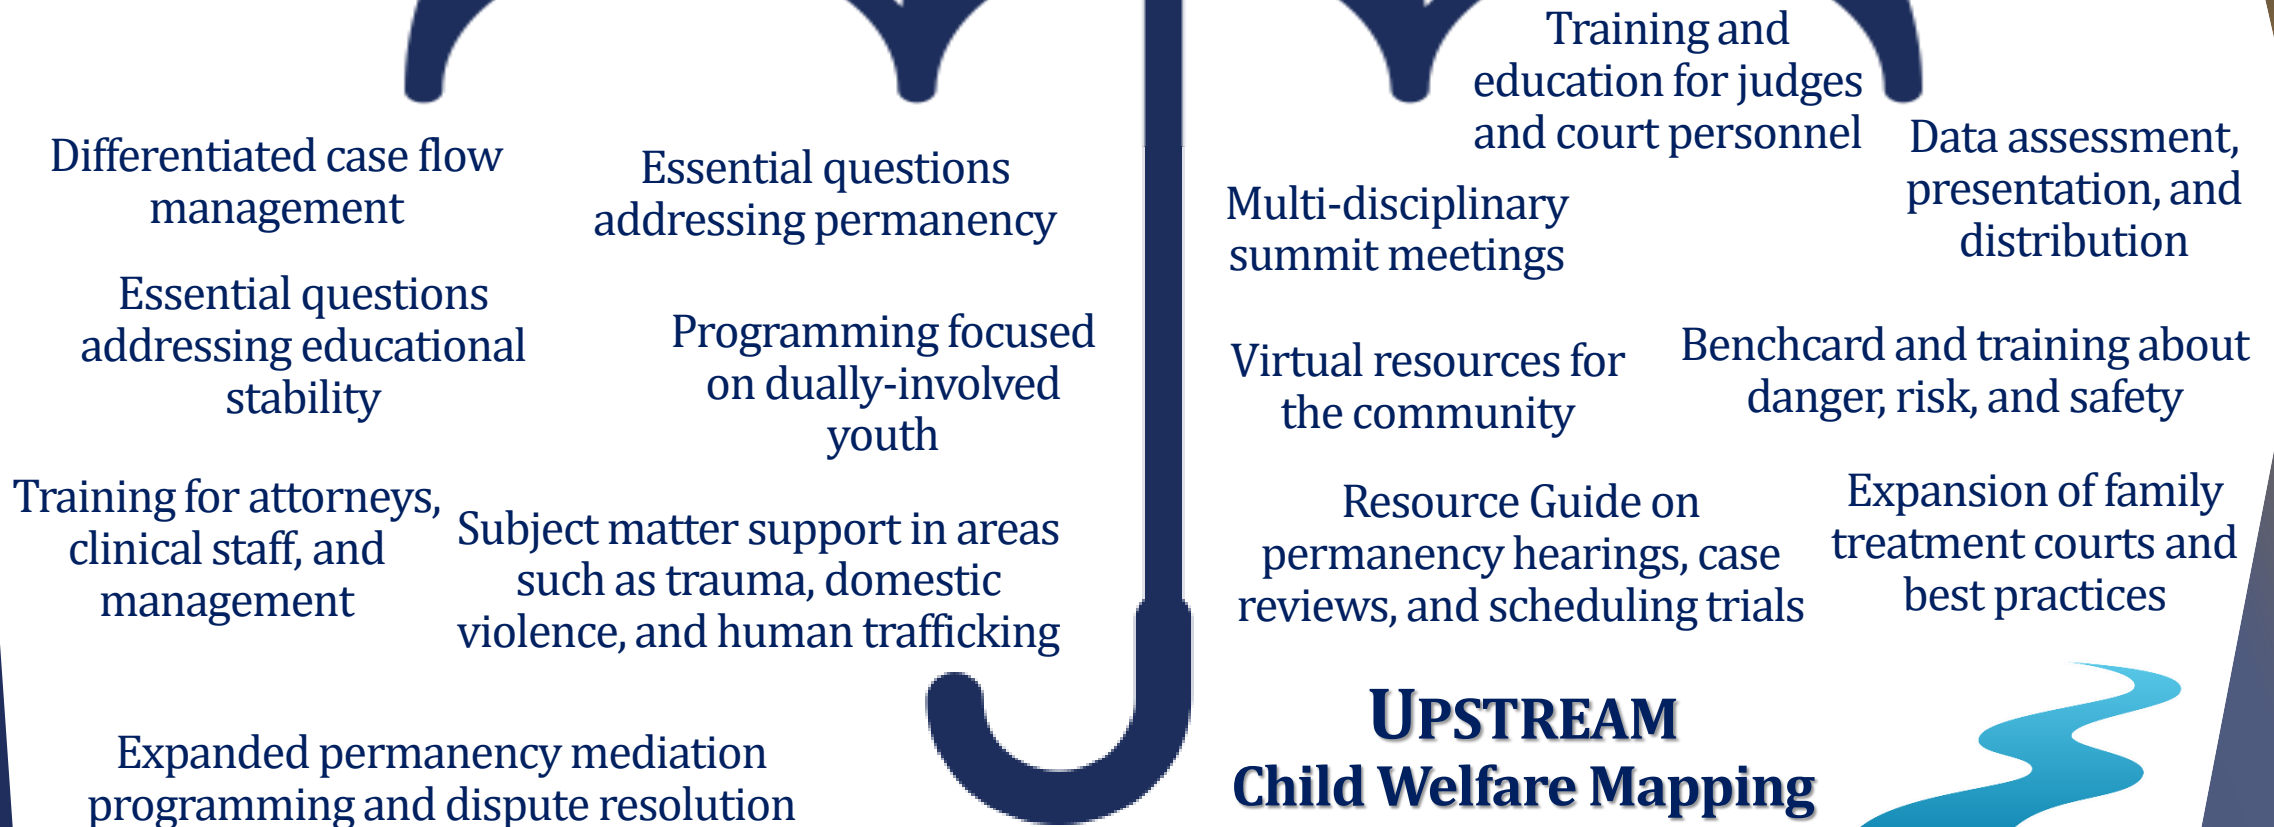 Differentiated case flow
management
Essential questions
addressing permanency
Essential questions
addressing educational
stability
Programming focused
on dually-involved
youth
Training for attorneys,
clinical staff, and
management
Subject matter support in areas
such as trauma, domestic
violence, and human trafficking
Expanded permanency mediation
programming and dispute resolution
Training and
education for judges
and court personnel
Data assessment,
presentation, and
distribution
Multi-disciplinary
summit meetings
Virtual resources for
the community
Benchcard and training about
danger, risk, and safety
Resource Guide on
permanency hearings, case
reviews, and scheduling trials
Expansion of family
treatment courts and
best practices
UPSTREAM
Child Welfare Mapping